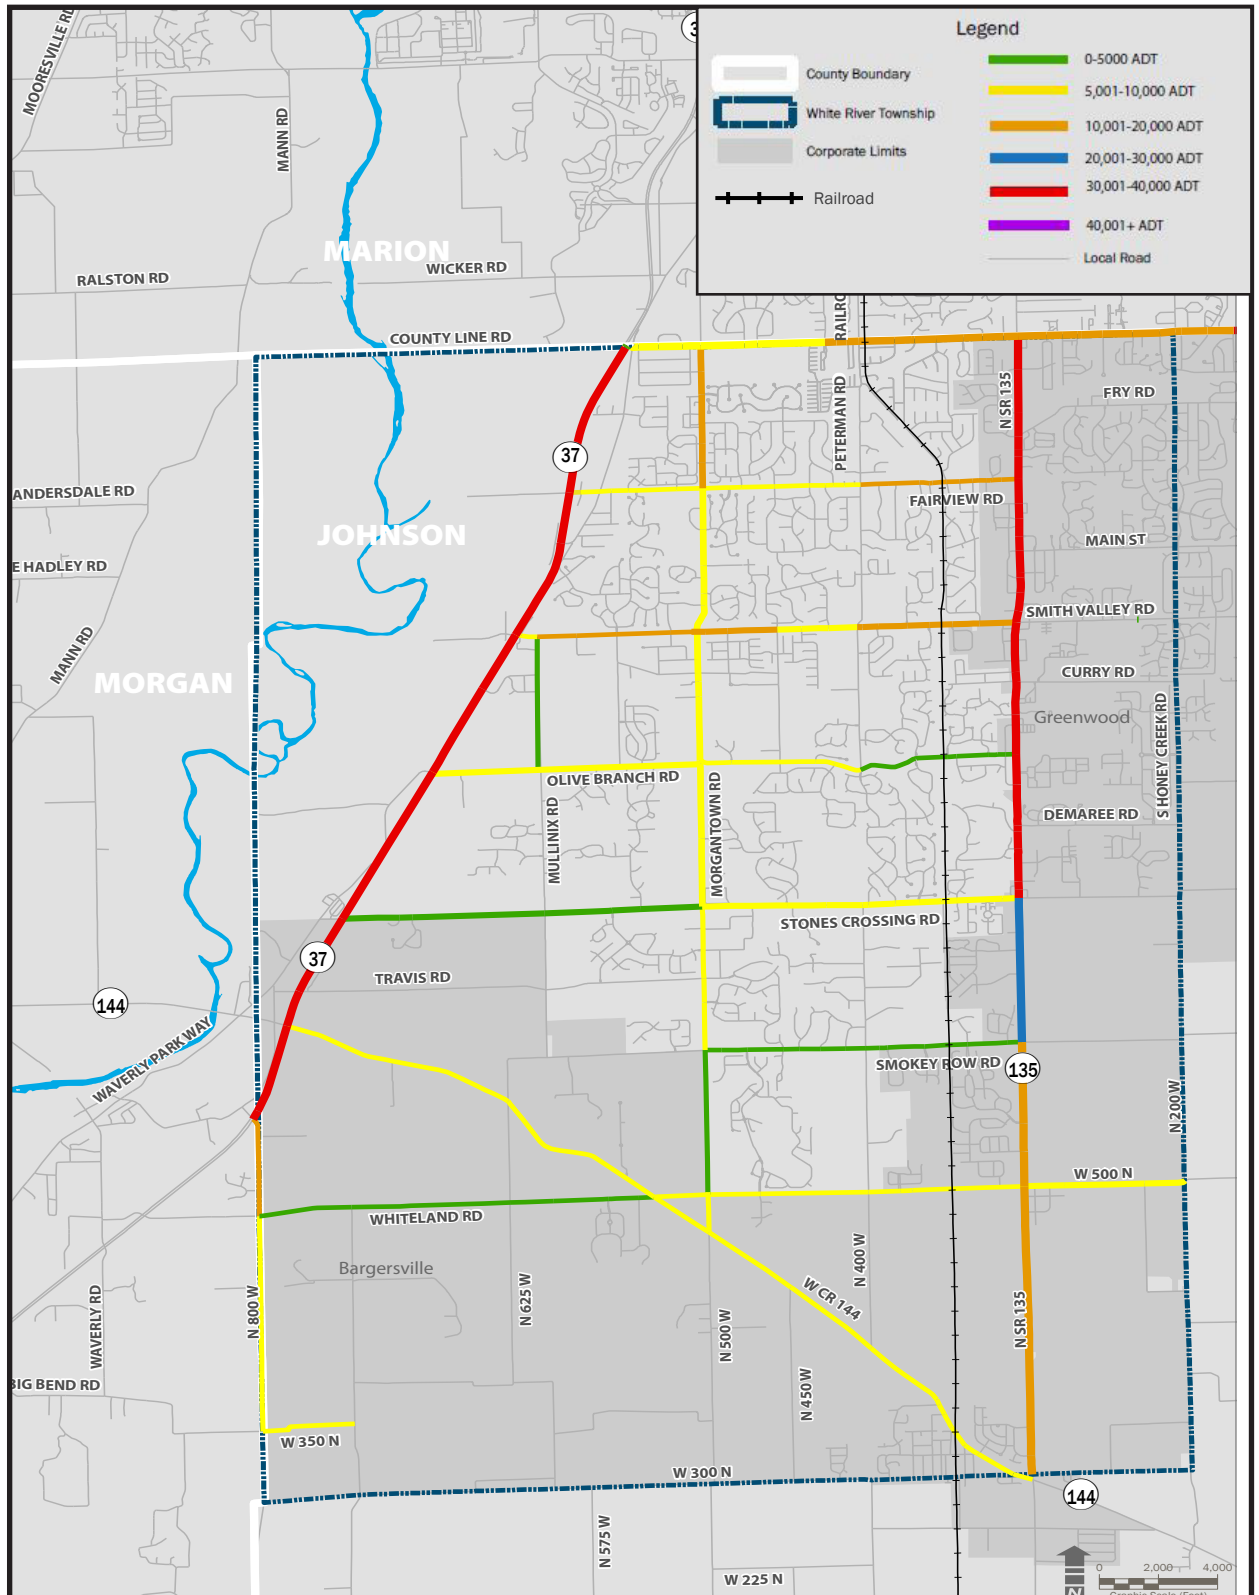 Legend
County Boundary
White River Township
Corporate Limits
Railroad
0-5000 ADT
5,001-10,000 ADT
10,001-20,000 ADT
20,001-30,000 ADT
30,001-40,000 ADT
40,001+ ADT
Local Road
MOORESVILLE RD
MANN RD
3
MARION
RALSTON RD
WICKER RD
COUNTY LINE RD
RAILRO
N SR 135
FRY RD
PETERMAN RD
37
ANDERSDALE RD
FAIRVIEW RD
JOHNSON
MAIN ST
E HADLEY RD
SMITH VALLEY RD
MANN RD
MORGAN
CURRY RD
Greenwood
S HONEY CREEK RD
OLIVE BRANCH RD
MULLINIX RD
MORGANTOWN RD
DEMAREE RD
STONES CROSSING RD
37
TRAVIS RD
144
WAVERLY PARK WAY
SMOKEY ROW RD
135
N 200 W
W 500 N
WHITELAND RD
Bargersville
N 400 W
N 800 W
WAVERLY RD
N 625 W
W CR 144
N SR 135
N 500 W
N 450 W
BIG BEND RD
W 350 N
W 300 N
144
N 575 W
W 225 N
N
0 2,000 4,000
Graphic Scale (Feet)